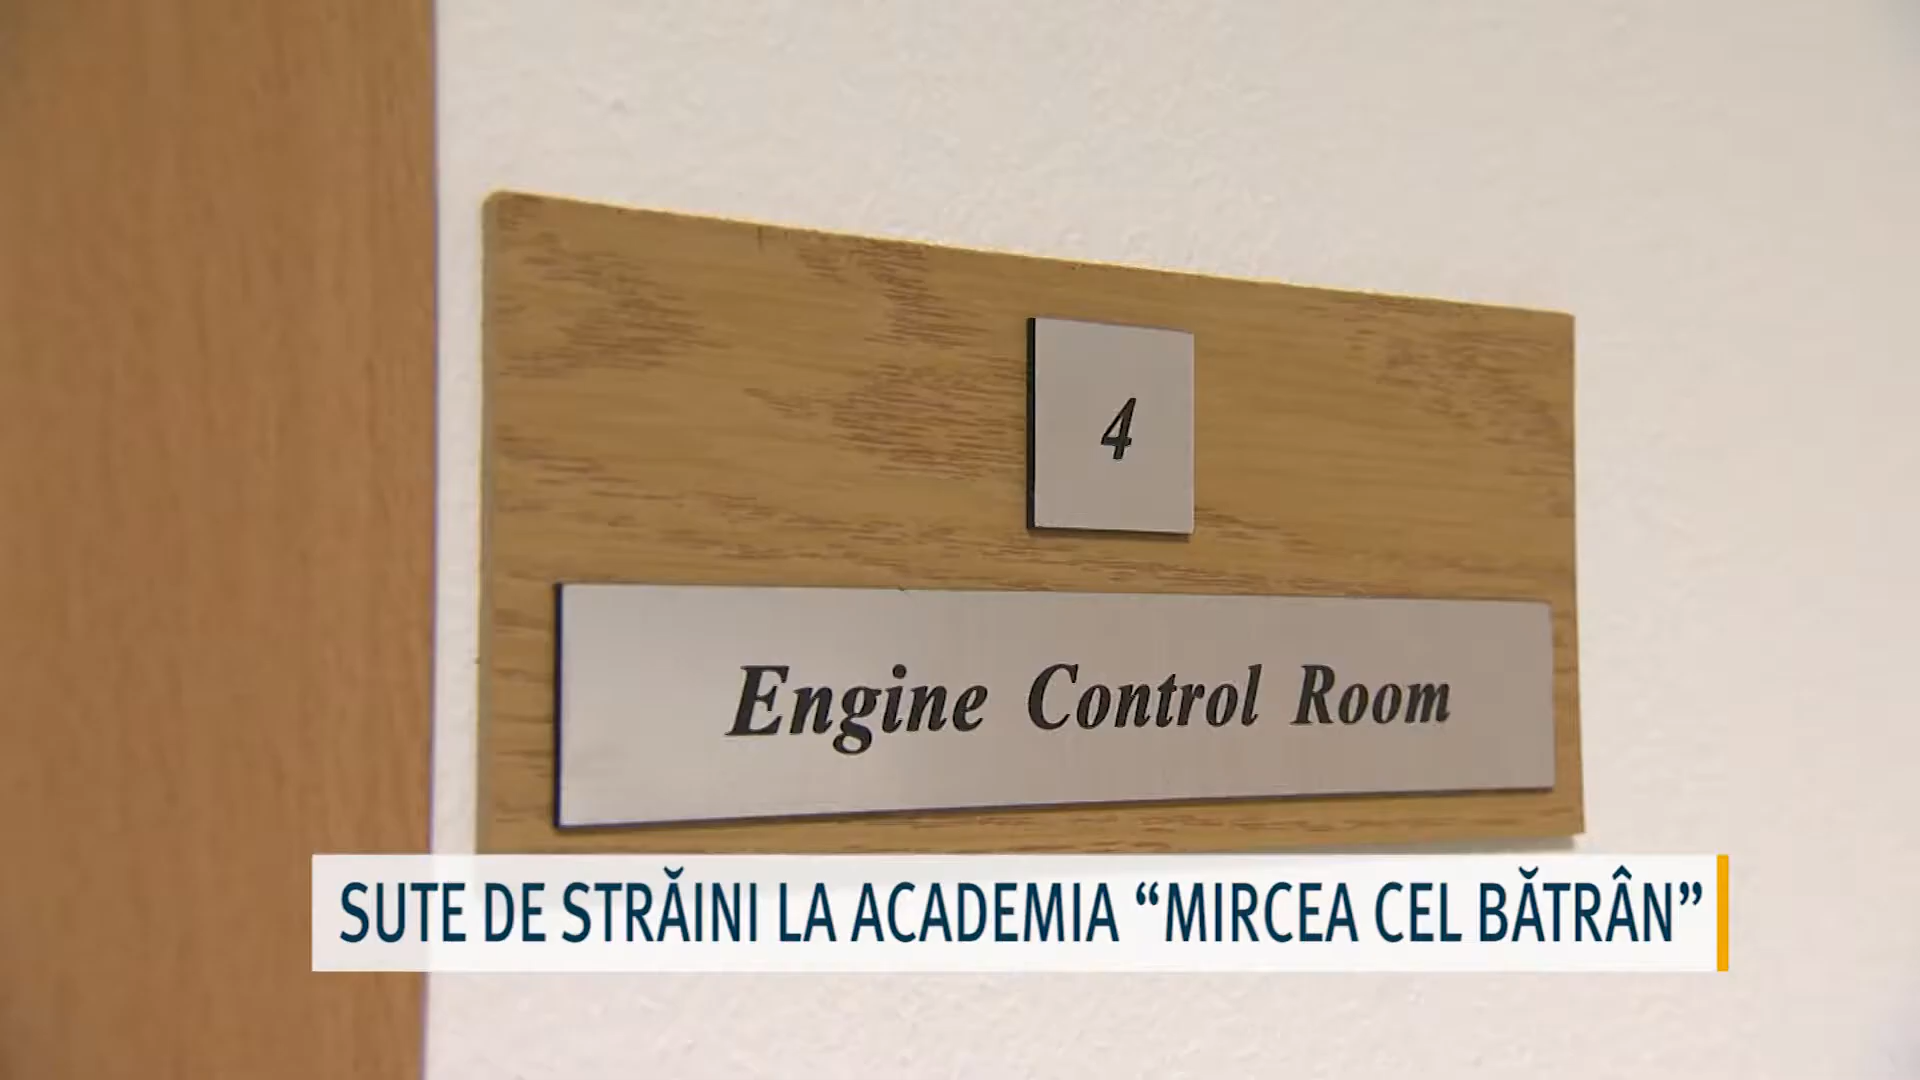 4
Engine Control Room
SUTE DE STRĂINI LA ACADEMIA “MIRCEA CEL BĂTRÂN”